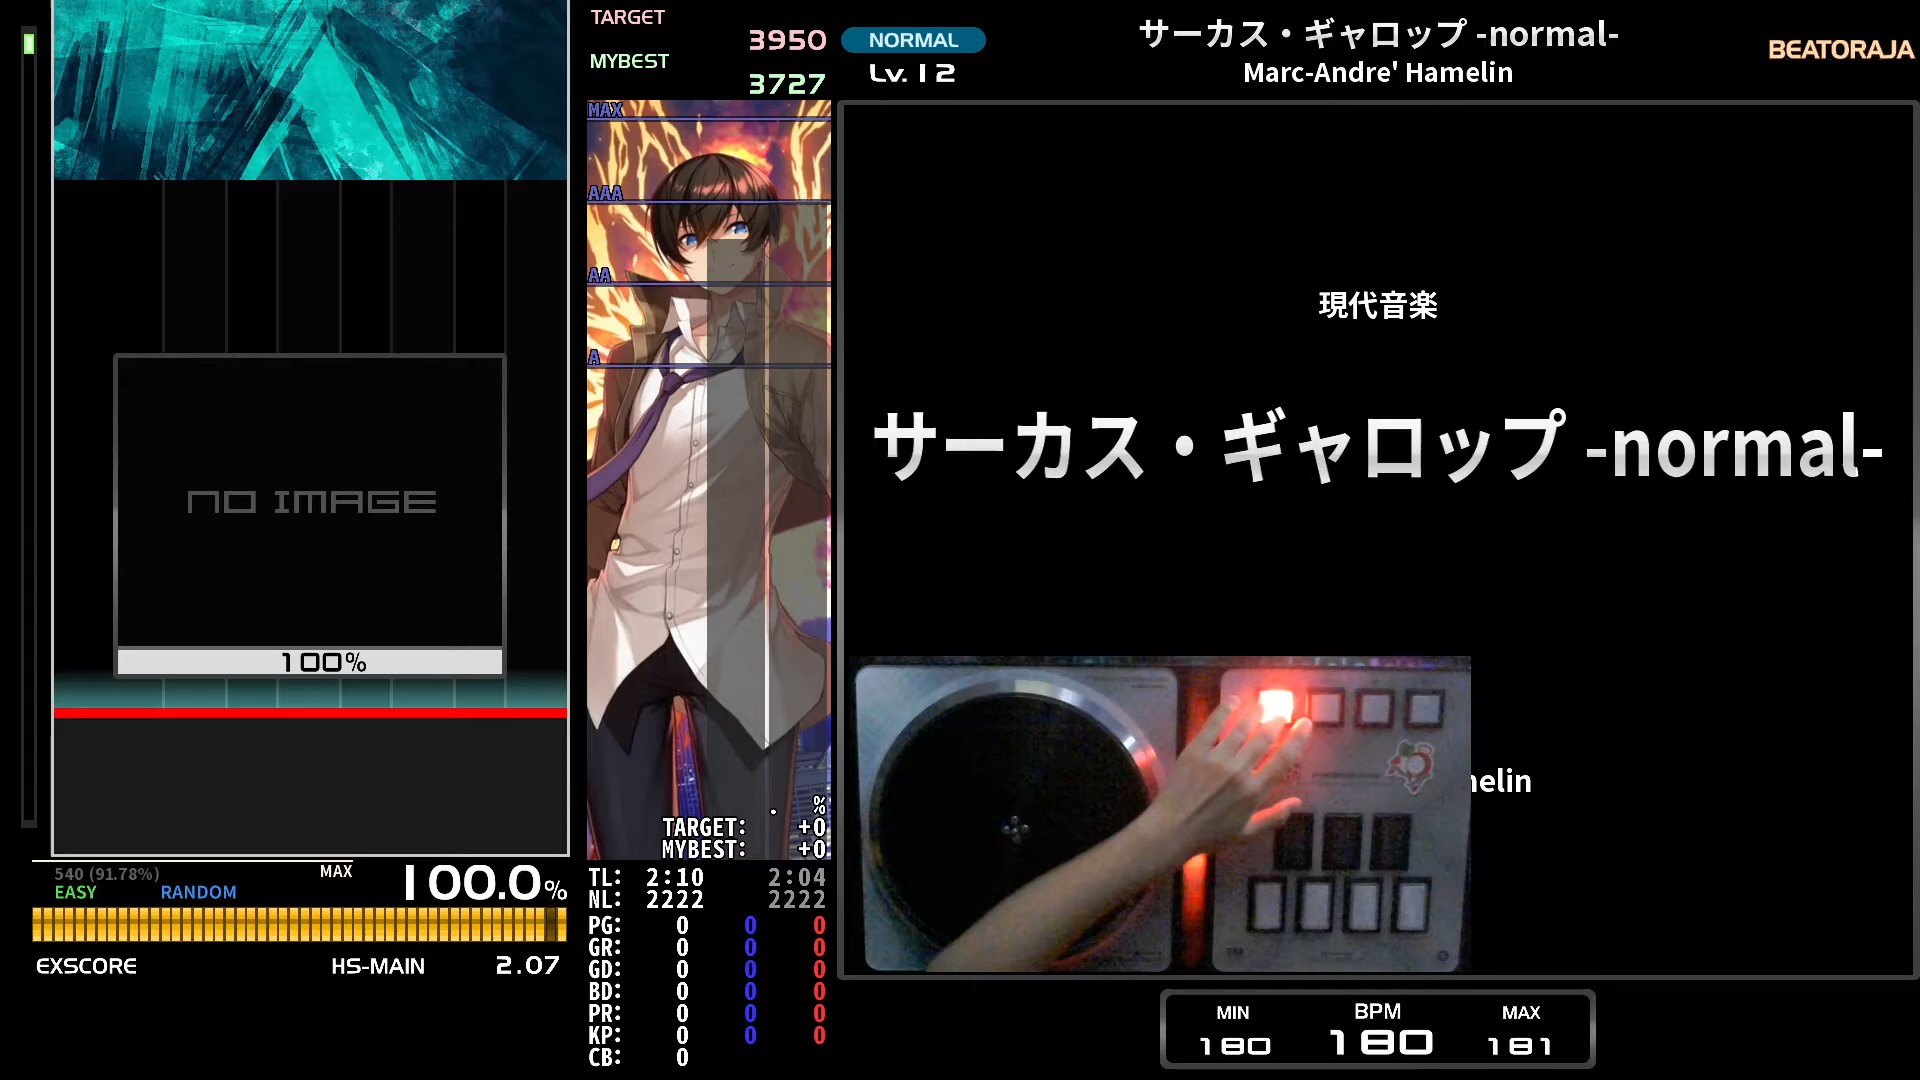 TARGET
3950
MYBEST
3727
NORMAL
Lv.12
サーカス・ギャロップ -normal-
Marc-Andre' Hamelin
BEATORAJA
MAX
AAA
AA
A
現代音楽
サーカス・ギャロップ -normal-
NO IMAGE
100%
melin
. %
TARGET: +0
MYBEST: +0
540 (91.78%)
MAX
100.0%
EASY
RANDOM
EXSCORE
HS-MAIN 2.07
TL: 2:10 2:04
NL: 2222 2222
PG: 0 0 0
GR: 0 0 0
GD: 0 0 0
BD: 0 0 0
PR: 0 0 0
KP: 0 0 0
CB: 0
MIN BPM MAX
180 180 181